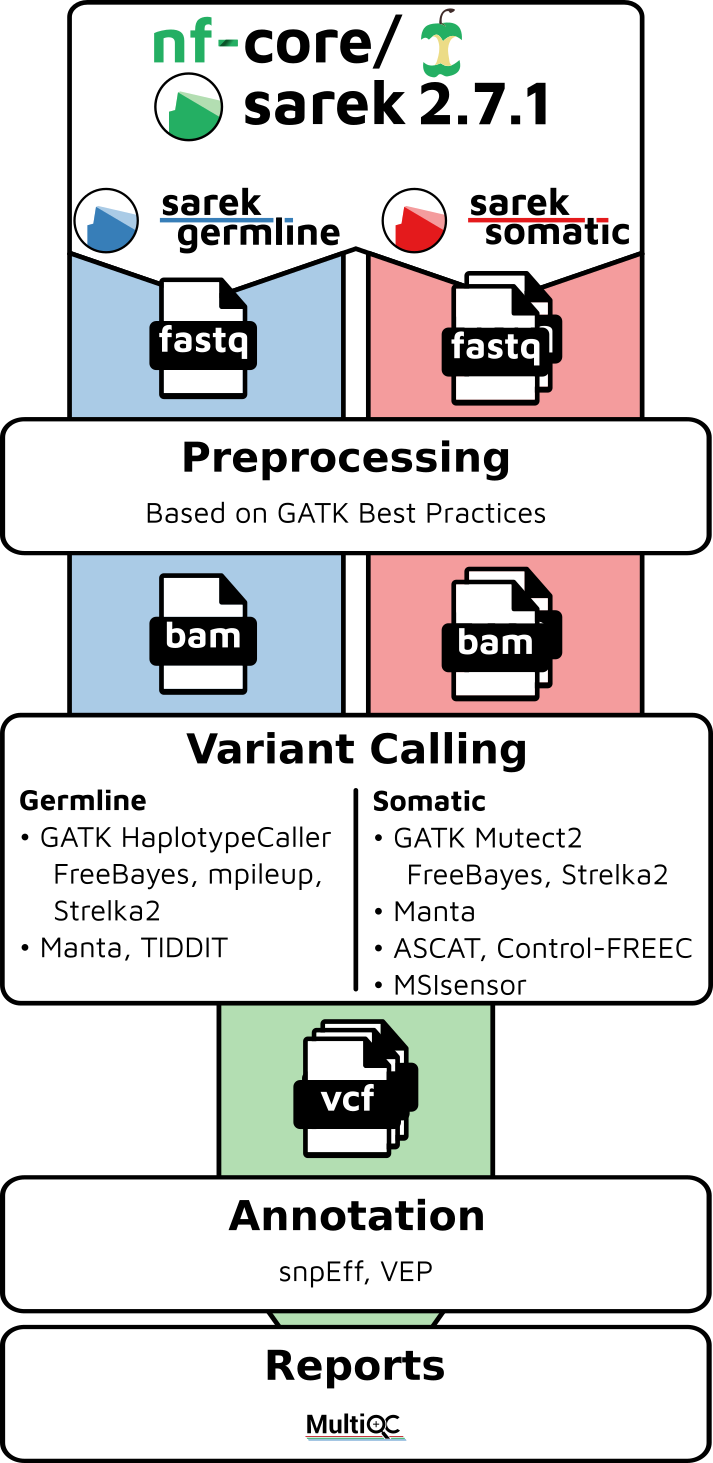 nf-core/
sarek 2.7.1
sarek
germline
sarek
somatic
fastq
fastq
Preprocessing
Based on GATK Best Practices
bam
bam
Variant Calling
Germline
• GATK HaplotypeCaller
FreeBayes, mpileup,
Strelka2
• Manta, TIDDIT
Somatic
• GATK Mutect2
FreeBayes, Strelka2
• Manta
• ASCAT, Control-FREEC
• MSIsensor
vcf
Annotation
snpEff, VEP
Reports
MultiQC